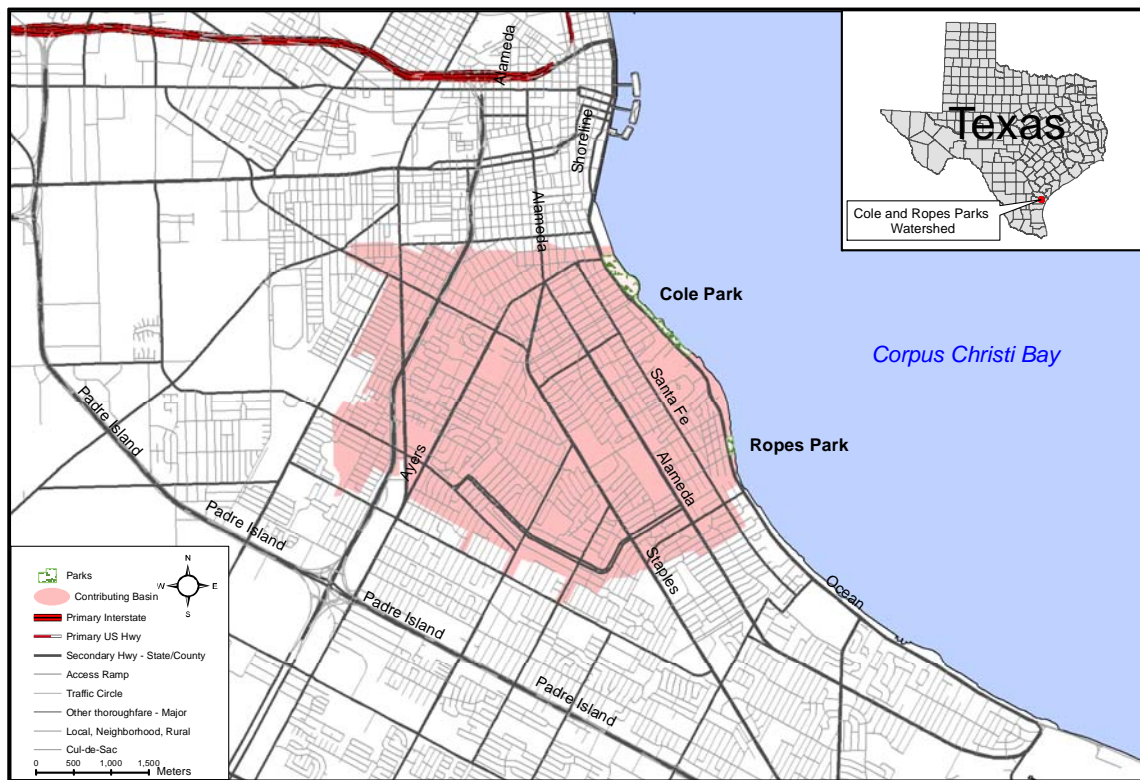 Texas
Cole and Ropes Parks
Watershed
Alameda
Shoreline
Alameda
Cole Park
Corpus Christi Bay
Santa Fe
Padre Island
Ropes Park
Ayers
Alameda
Padre Island
Staples
Ocean
Padre Island
Padre Island
N
W
E
S
Parks
Contributing Basin
Primary Interstate
Primary US Hwy
Secondary Hwy - State/County
Access Ramp
Traffic Circle
Other thoroughfare - Major
Local, Neighborhood, Rural
Cul-de-Sac
0 500 1,000 1,500
Meters